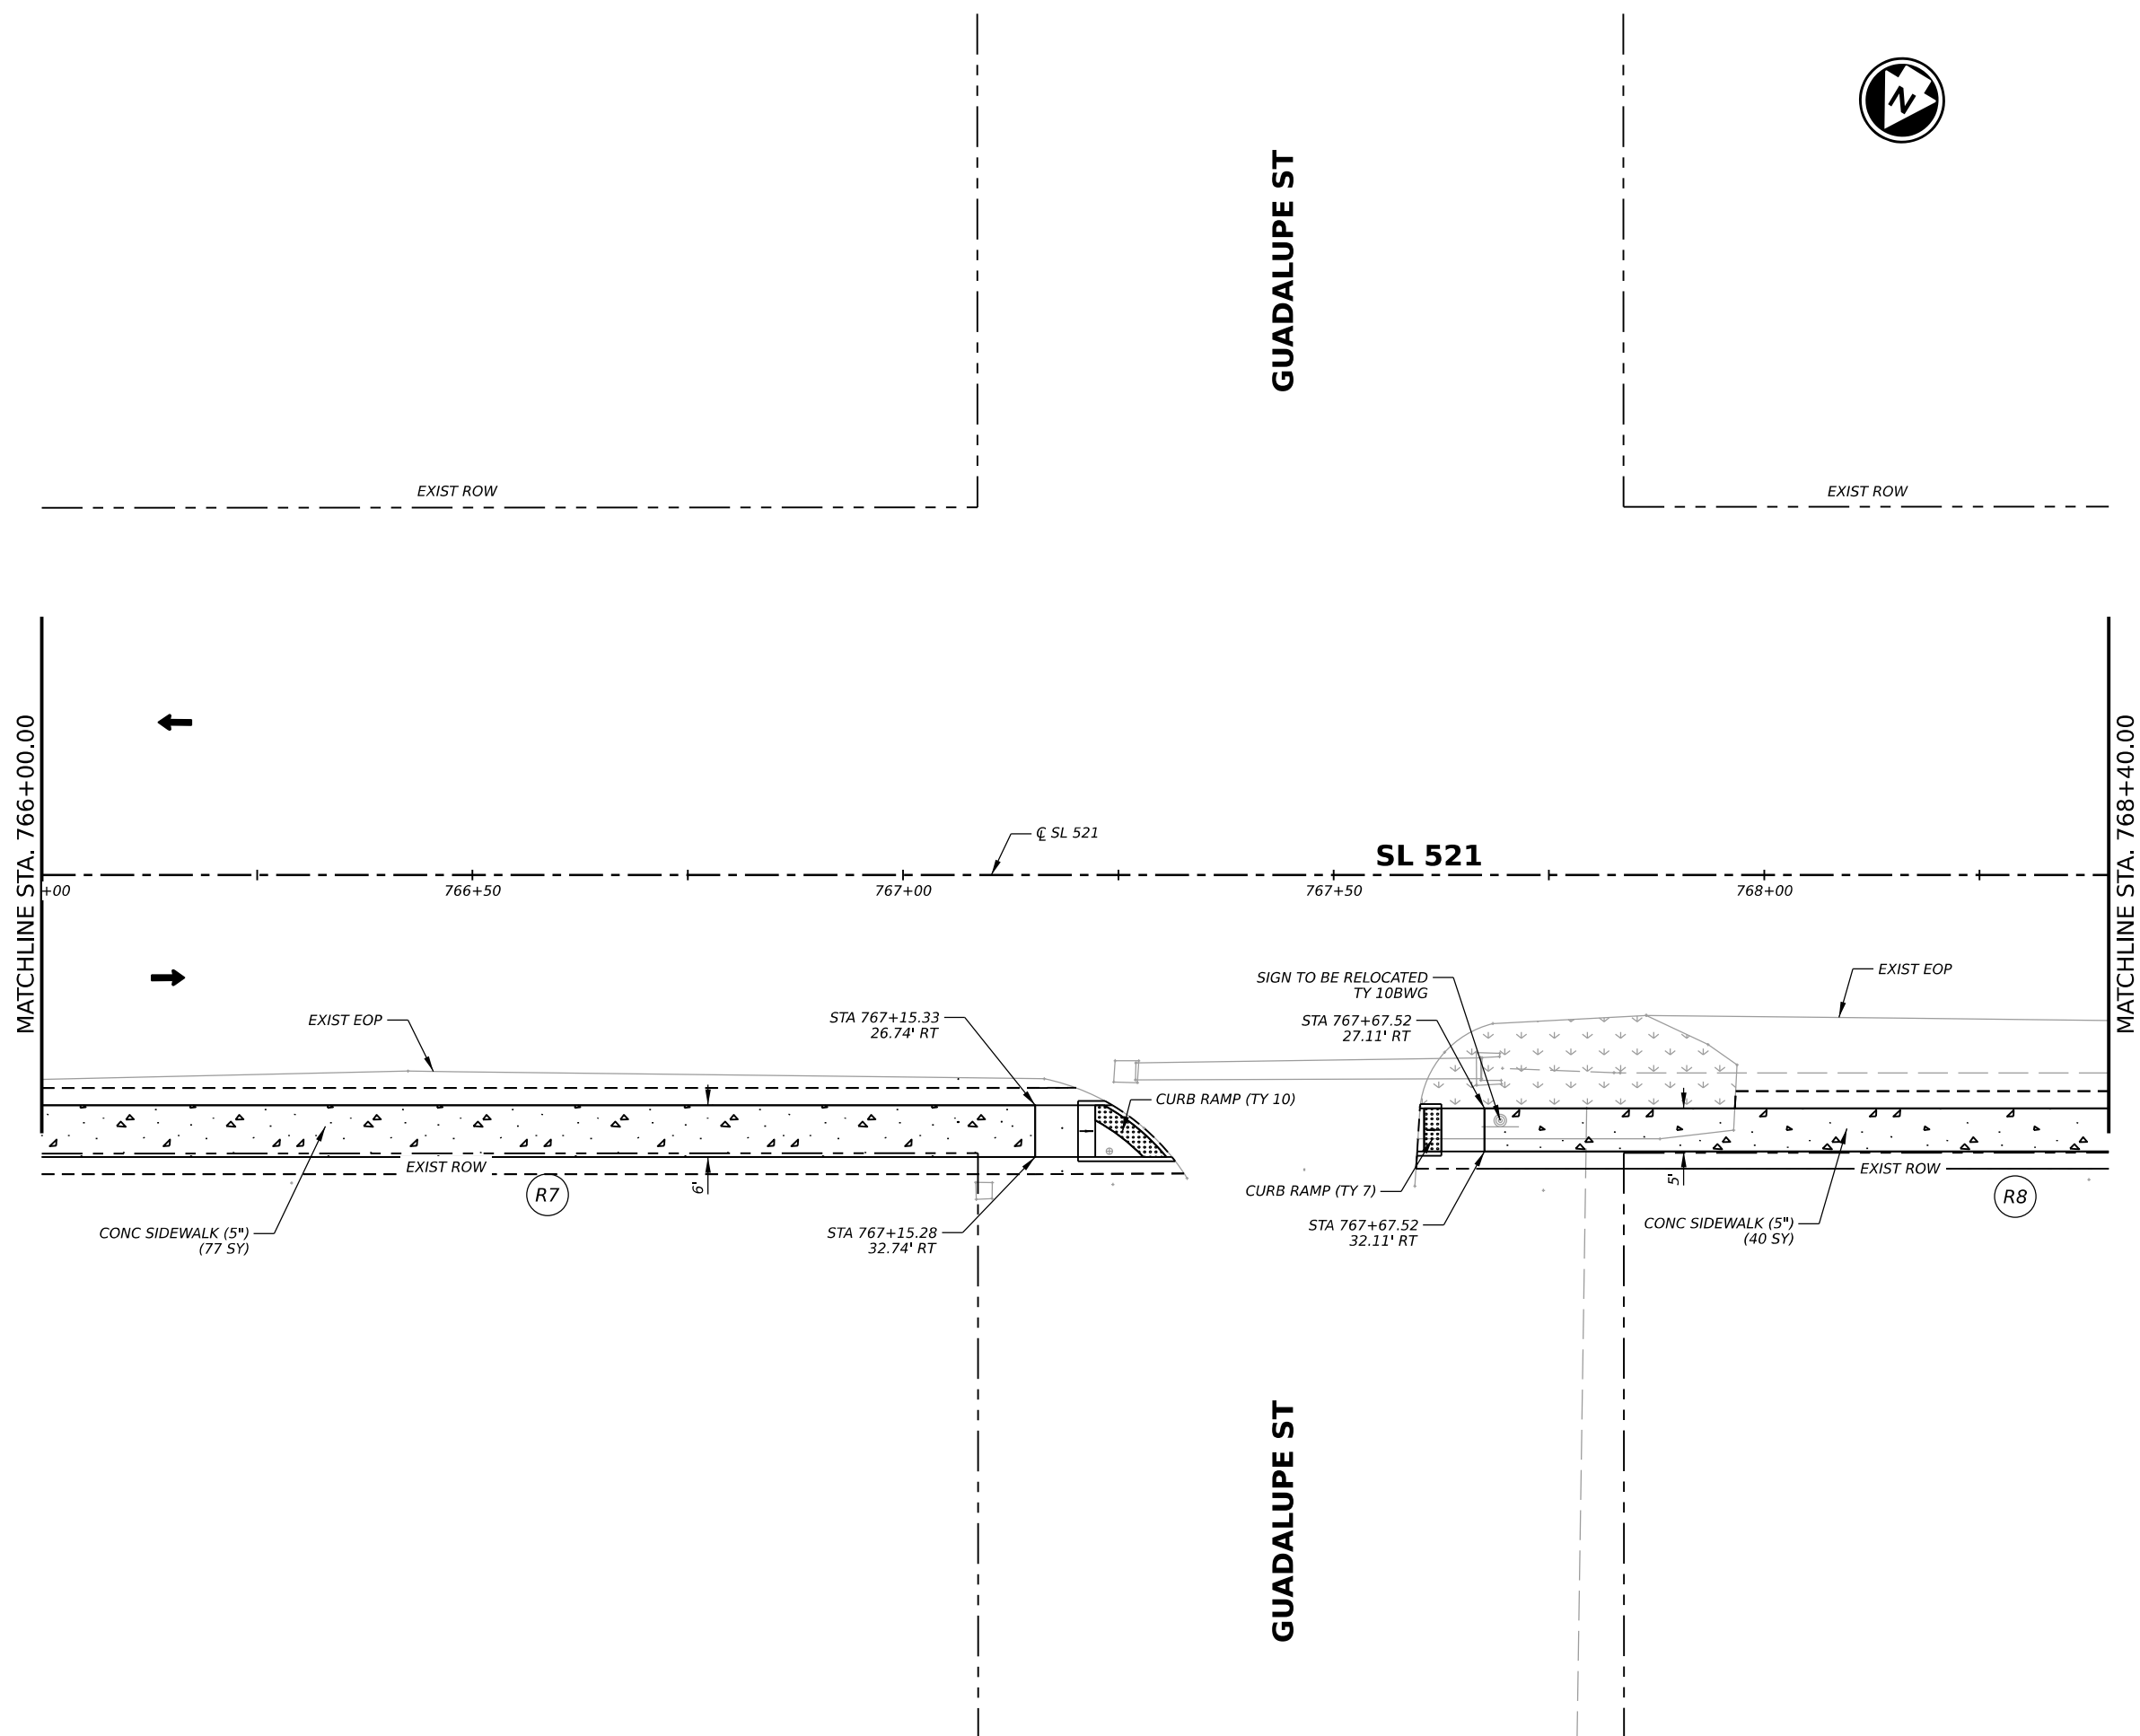 N
GUADALUPE ST
EXIST ROW
EXIST ROW
MATCHLINE STA. 766+00.00
MATCHLINE STA. 768+40.00
℄ SL 521
SL 521
+00
766+50
767+00
767+50
768+00
EXIST EOP
STA 767+15.33
26.74' RT
SIGN TO BE RELOCATED
TY 10BWG
STA 767+67.52
27.11' RT
EXIST EOP
CURB RAMP (TY 10)
EXIST ROW
R7
6'
CURB RAMP (TY 7)
5'
EXIST ROW
R8
CONC SIDEWALK (5")
(77 SY)
STA 767+15.28
32.74' RT
STA 767+67.52
32.11' RT
CONC SIDEWALK (5")
(40 SY)
GUADALUPE ST